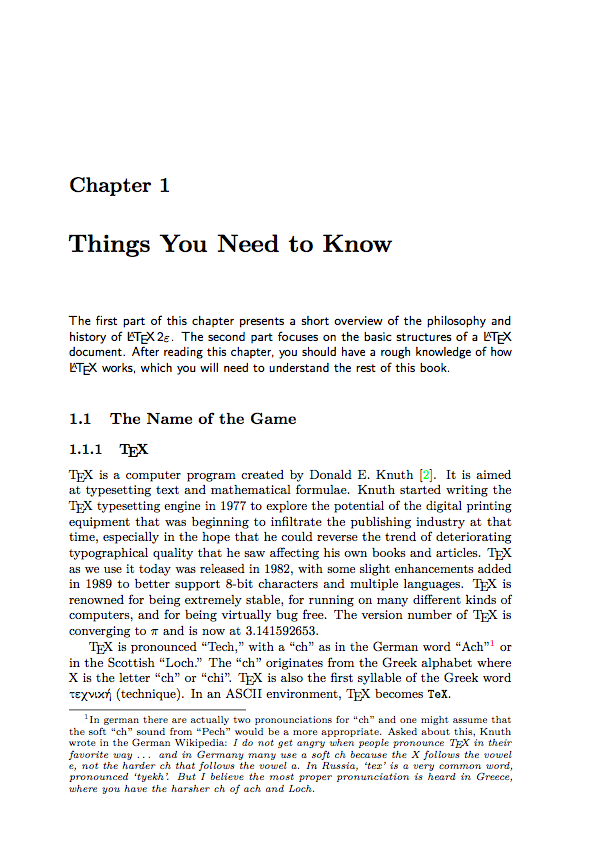 Chapter 1
Things You Need to Know
The first part of this chapter presents a short overview of the philosophy and
history of LaTeX 2ε. The second part focuses on the basic structures of a LaTeX
document. After reading this chapter, you should have a rough knowledge of how
LaTeX works, which you will need to understand the rest of this book.
1.1 The Name of the Game
1.1.1 TeX
TeX is a computer program created by Donald E. Knuth [2]. It is aimed
at typesetting text and mathematical formulae. Knuth started writing the
TeX typesetting engine in 1977 to explore the potential of the digital printing
equipment that was beginning to infiltrate the publishing industry at that
time, especially in the hope that he could reverse the trend of deteriorating
typographical quality that he saw affecting his own books and articles. TeX
as we use it today was released in 1982, with some slight enhancements added
in 1989 to better support 8-bit characters and multiple languages. TeX is
renowned for being extremely stable, for running on many different kinds of
computers, and for being virtually bug free. The version number of TeX is
converging to π and is now at 3.141592653.
TeX is pronounced “Tech,” with a “ch” as in the German word “Ach”1 or
in the Scottish “Loch.” The “ch” originates from the Greek alphabet where
X is the letter “ch” or “chi”. TeX is also the first syllable of the Greek word
τεχνική (technique). In an ASCII environment, TeX becomes TeX.
1In german there are actually two pronounciations for “ch” and one might assume that
the soft “ch” sound from “Pech” would be a more appropriate. Asked about this, Knuth
wrote in the German Wikipedia: I do not get angry when people pronounce TeX in their
favorite way . . . and in Germany many use a soft ch because the X follows the vowel
e, not the harder ch that follows the vowel a. In Russia, ‘tex’ is a very common word,
pronounced ‘tyekh’. But I believe the most proper pronunciation is heard in Greece,
where you have the harsher ch of ach and Loch.